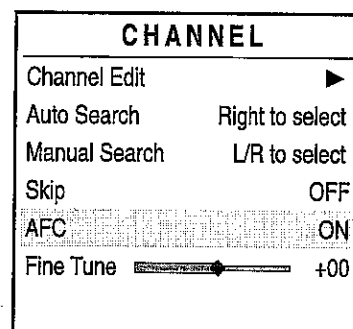 CHANNEL
Channel Edit ▶
Auto Search Right to select
Manual Search L/R to select
Skip OFF
AFC ON
Fine Tune +00